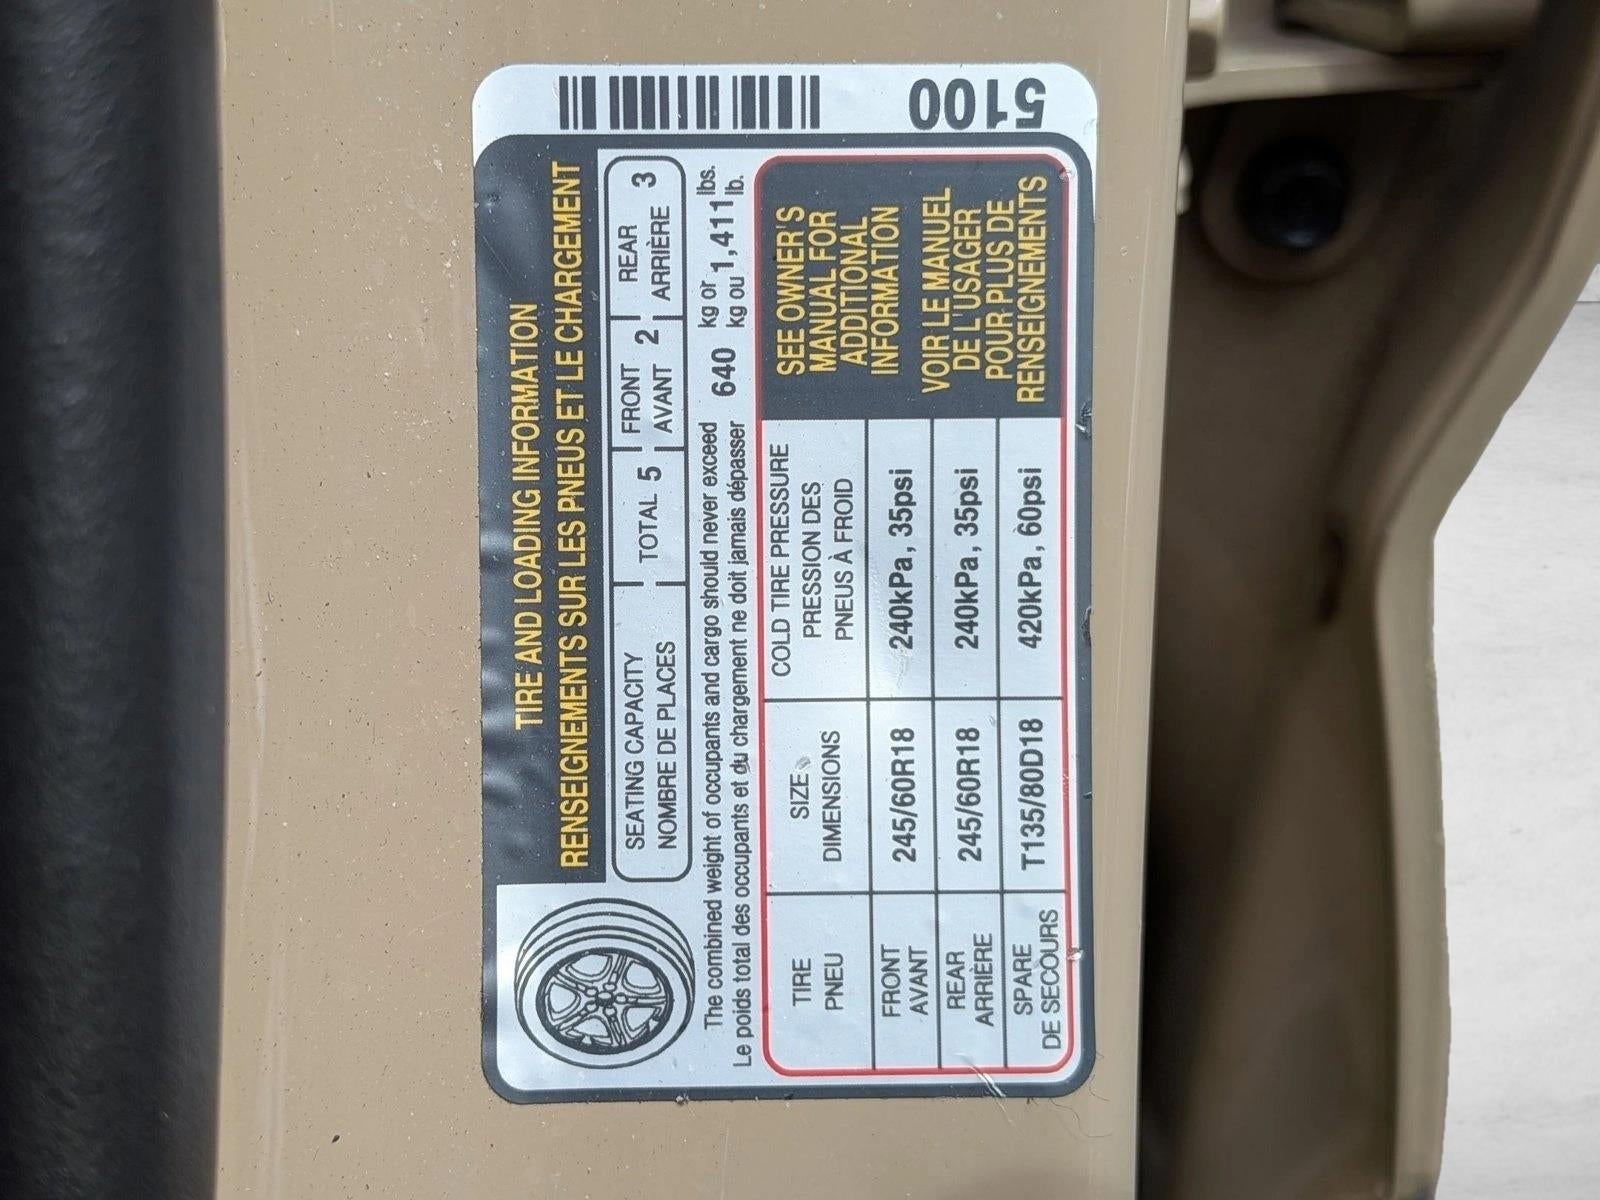 5100
TIRE AND LOADING INFORMATION
RENSEIGNEMENTS SUR LES PNEUS ET LE CHARGEMENT
SEATING CAPACITY
NOMBRE DE PLACES
TOTAL 5
FRONT
AVANT 2
REAR
ARRIÈRE 3
The combined weight of occupants and cargo should never exceed 640 kg or 1,411 lbs.
Le poids total des occupants et du chargement ne doit jamais dépasser kg ou lb.
TIRE
PNEU
SIZE
DIMENSIONS
COLD TIRE PRESSURE
PRESSION DES
PNEUS À FROID
FRONT
AVANT
245/60R18
240kPa, 35psi
REAR
ARRIÈRE
245/60R18
240kPa, 35psi
SPARE
DE SECOURS
T135/80D18
420kPa, 60psi
SEE OWNER'S
MANUAL FOR
ADDITIONAL
INFORMATION
VOIR LE MANUEL
DE L'USAGER
POUR PLUS DE
RENSEIGNEMENTS